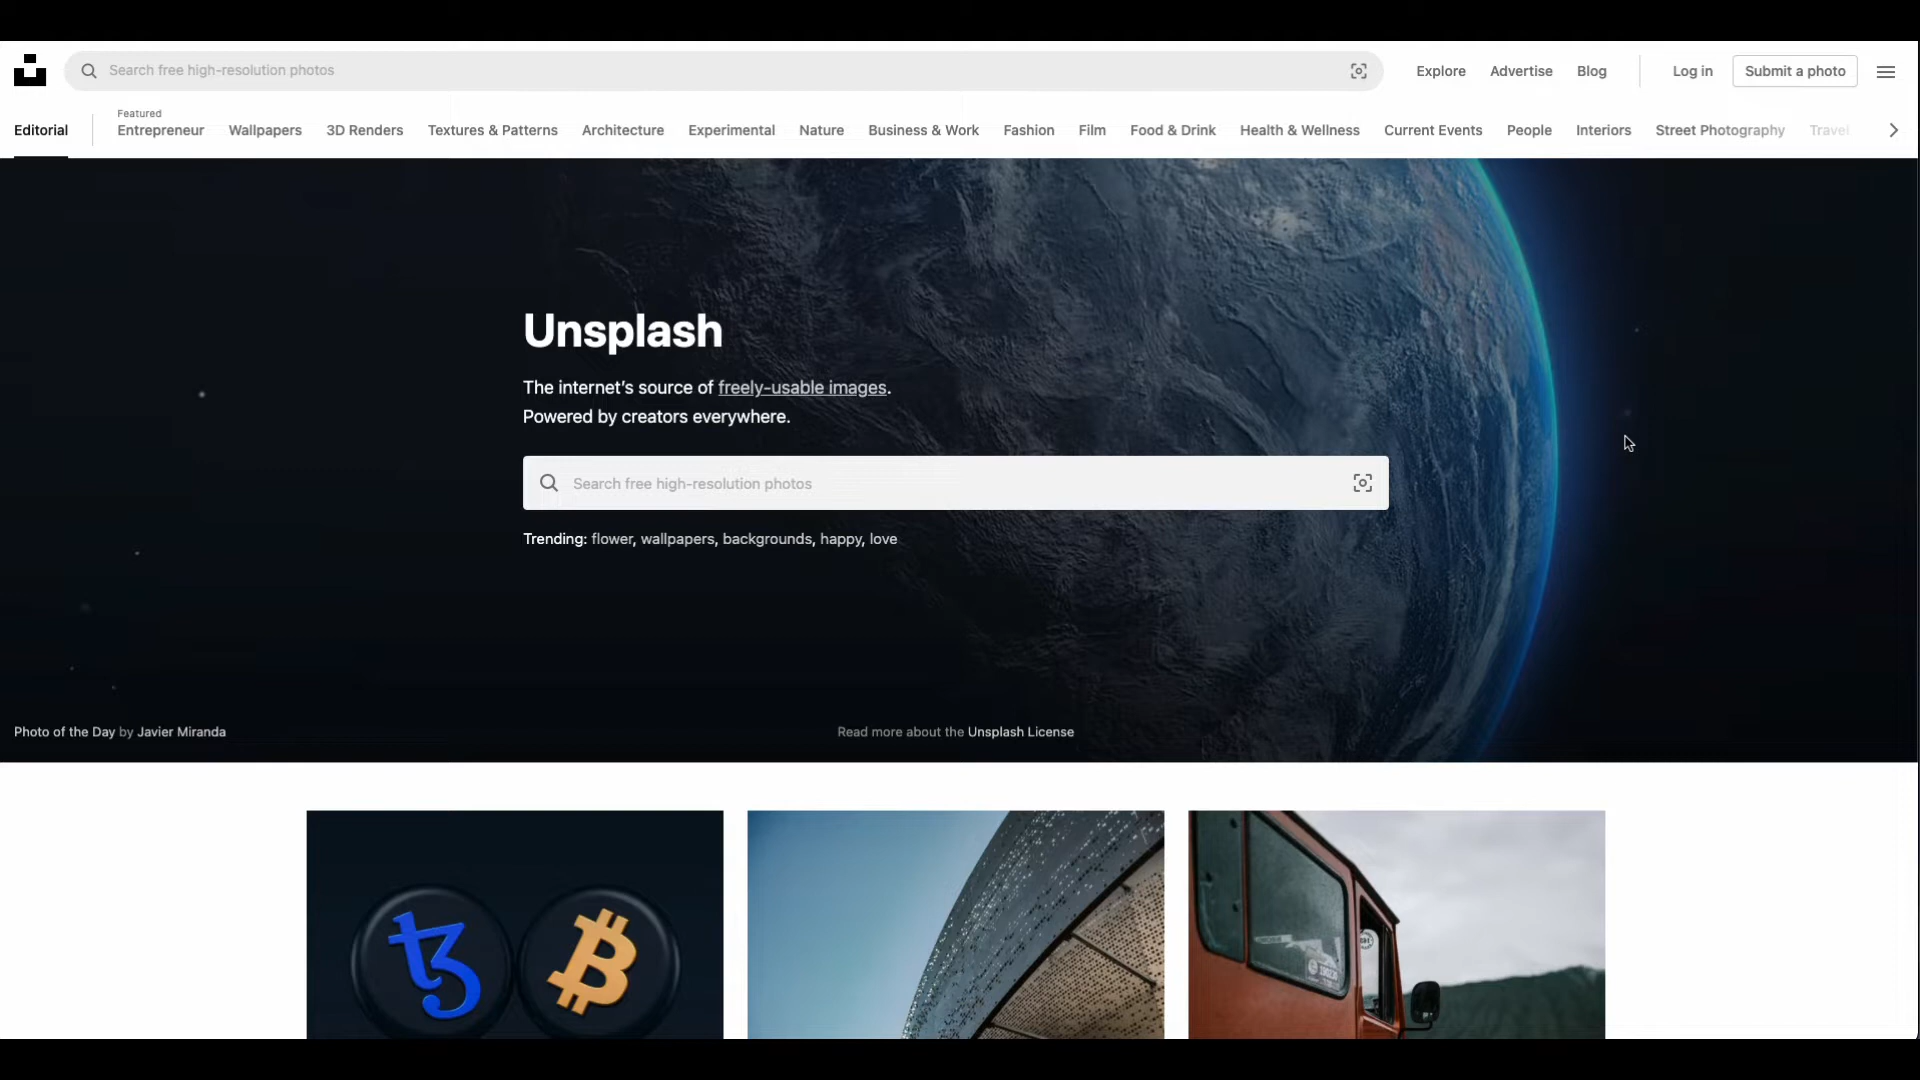 Search free high-resolution photos
Explore Advertise Blog Log in Submit a photo
Featured
Editorial Entrepreneur Wallpapers 3D Renders Textures & Patterns Architecture Experimental Nature Business & Work Fashion Film Food & Drink Health & Wellness Current Events People Interiors Street Photography Travel
Unsplash
The internet's source of freely-usable images.
Powered by creators everywhere.
Search free high-resolution photos
Trending: flower, wallpapers, backgrounds, happy, love
Photo of the Day by Javier Miranda
Read more about the Unsplash License